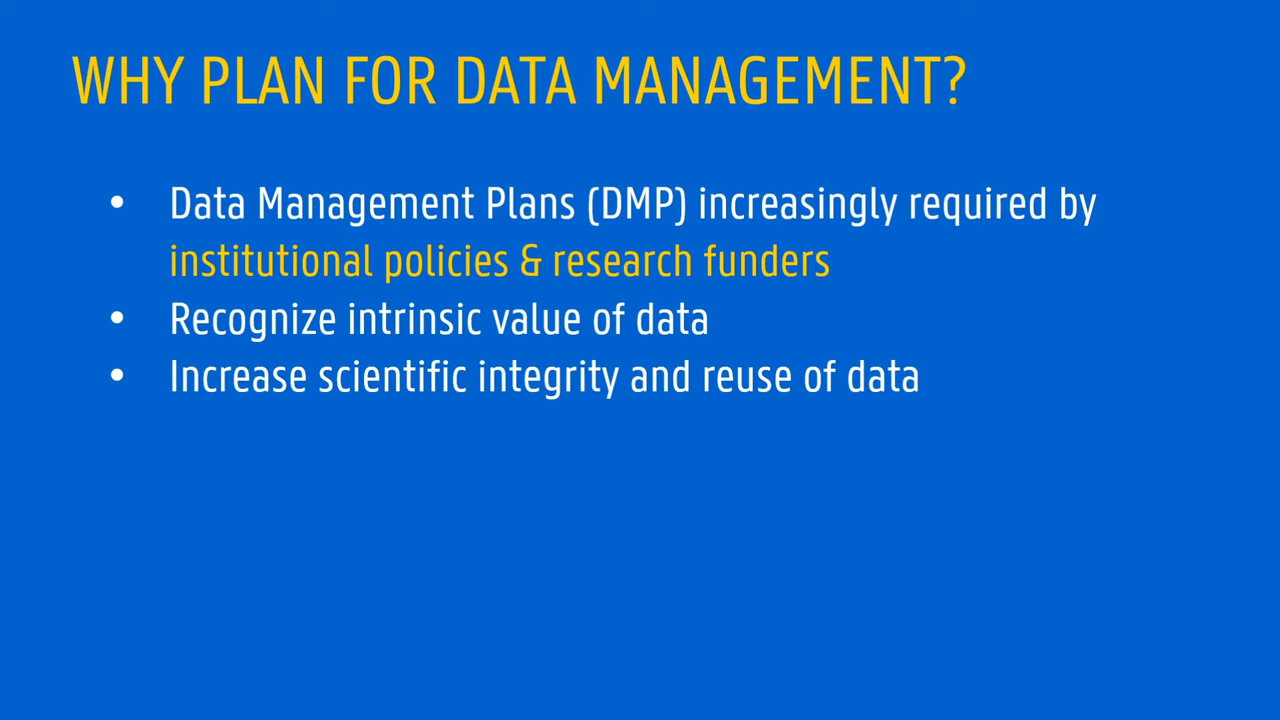 WHY PLAN FOR DATA MANAGEMENT?
• Data Management Plans (DMP) increasingly required by
institutional policies & research funders
• Recognize intrinsic value of data
• Increase scientific integrity and reuse of data